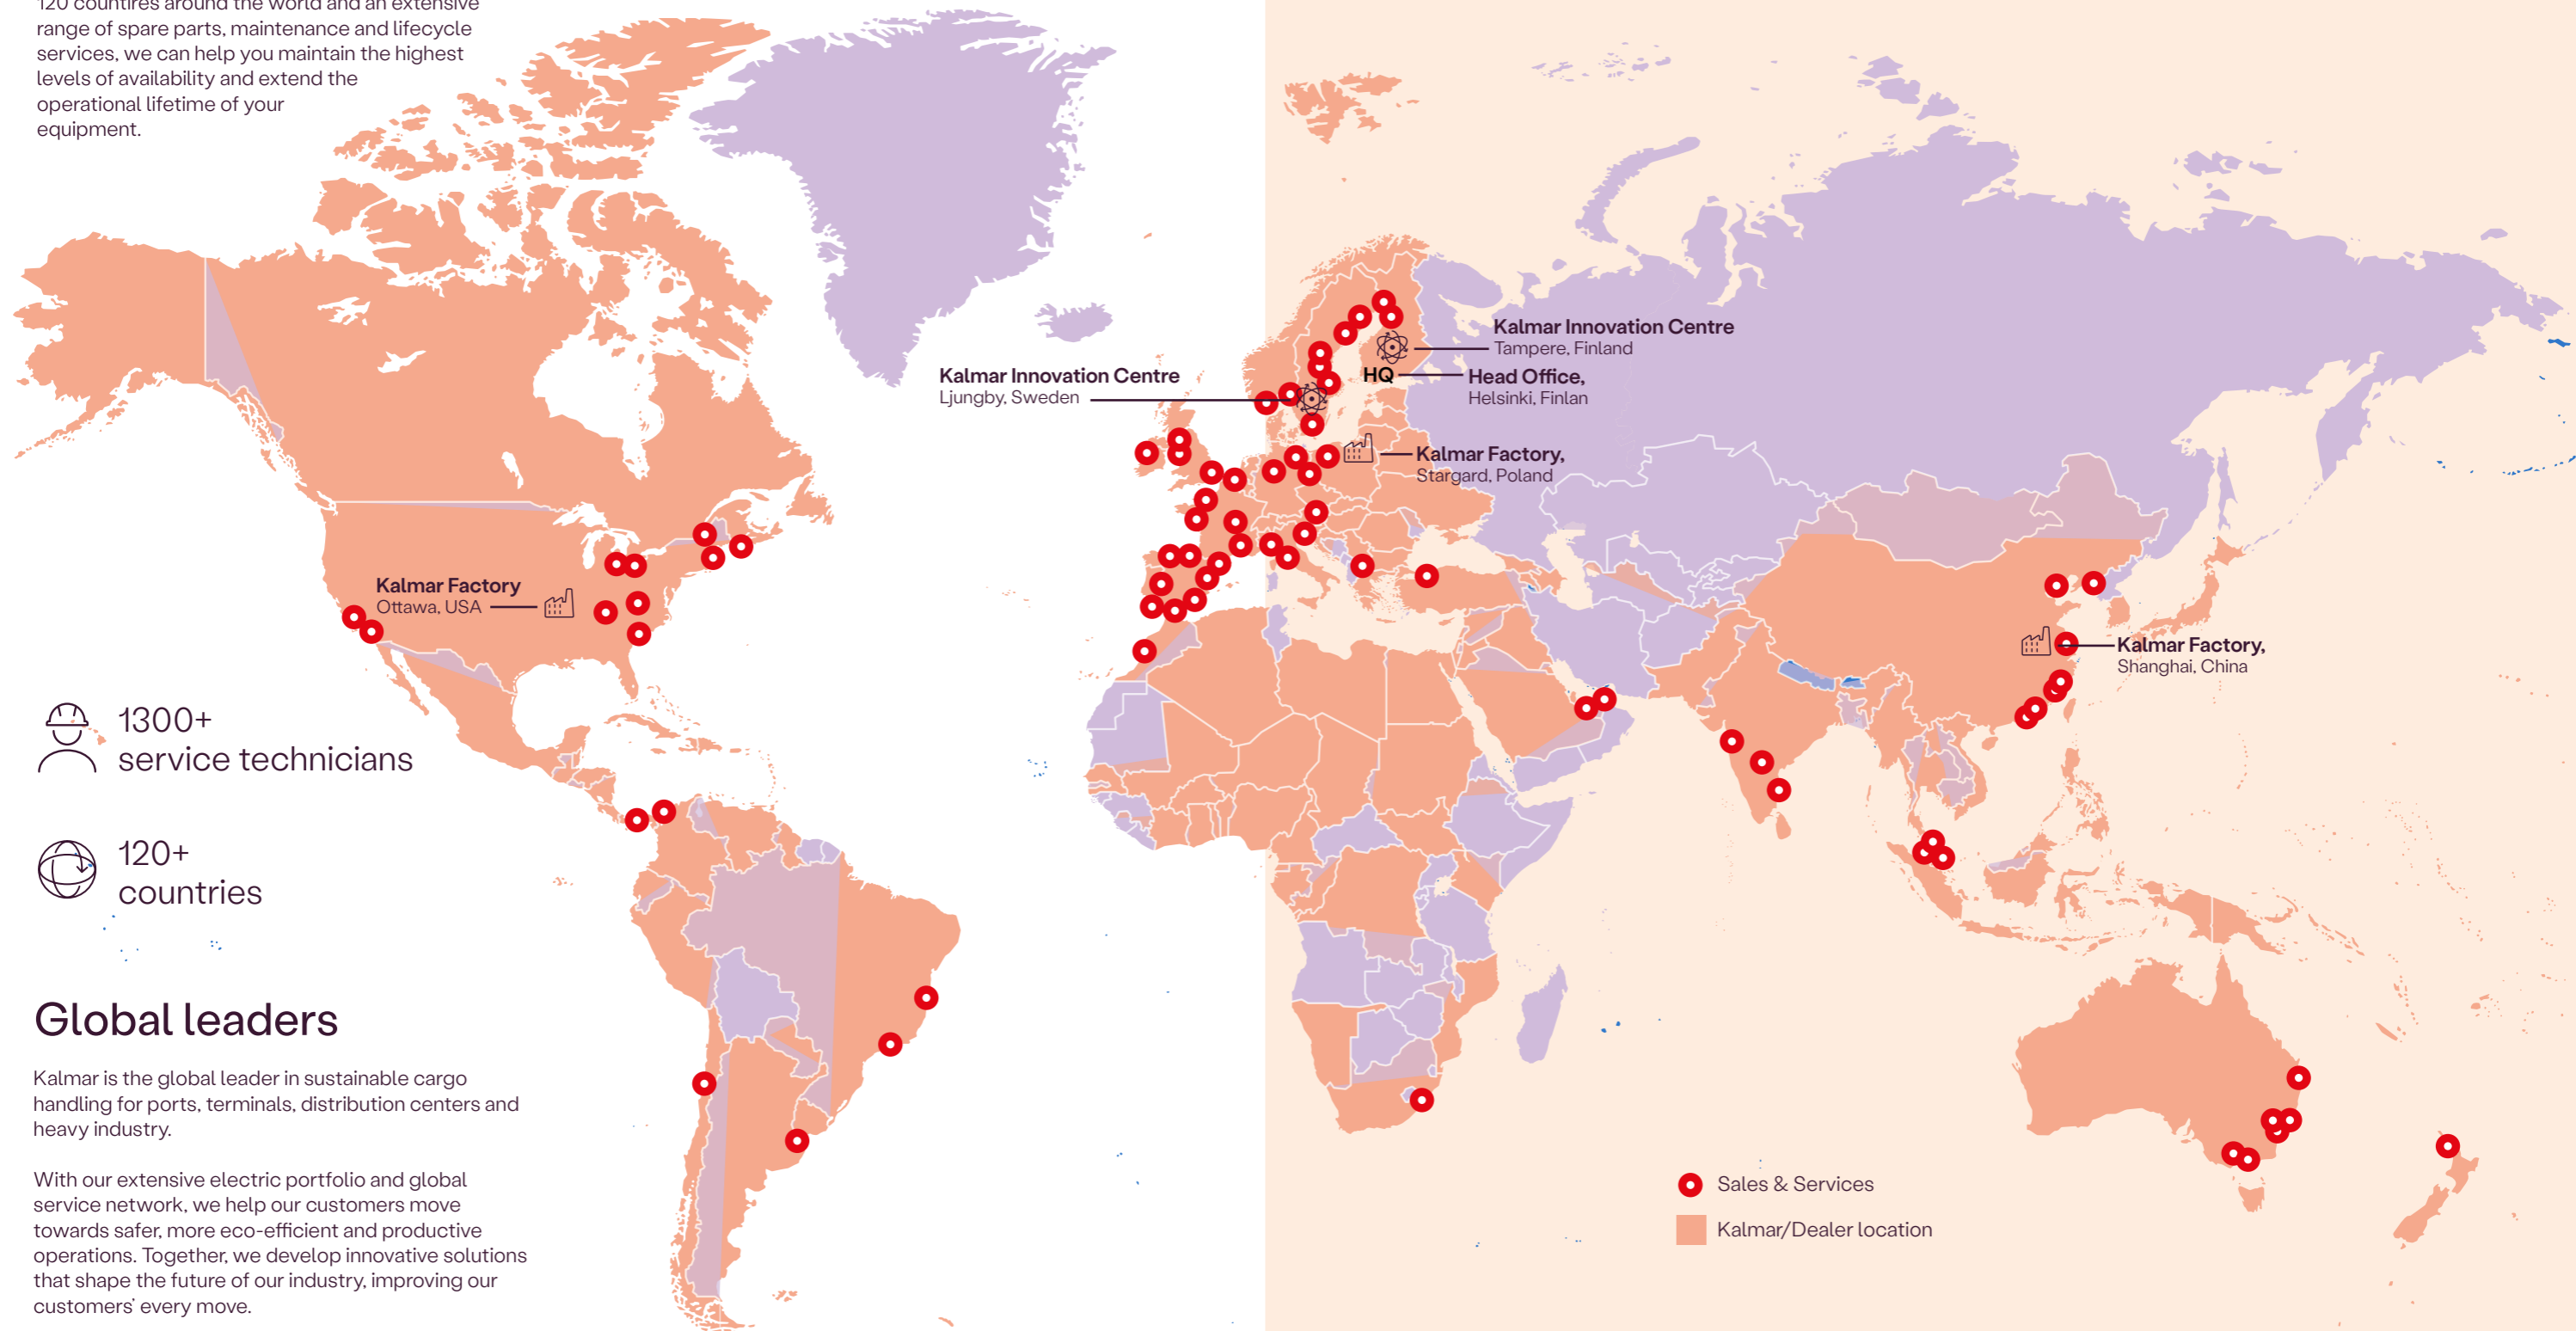 120 countires around the world and an extensive
range of spare parts, maintenance and lifecycle
services, we can help you maintain the highest
levels of availability and extend the
operational lifetime of your
equipment.
Kalmar Innovation Centre
Tampere, Finland
Kalmar Innovation Centre
Ljungby, Sweden
HQ
Head Office,
Helsinki, Finlan
Kalmar Factory,
Stargard, Poland
Kalmar Factory
Ottawa, USA
Kalmar Factory,
Shanghai, China
1300+
service technicians
120+
countries
Global leaders
Kalmar is the global leader in sustainable cargo
handling for ports, terminals, distribution centers and
heavy industry.
With our extensive electric portfolio and global
service network, we help our customers move
towards safer, more eco-efficient and productive
operations. Together, we develop innovative solutions
that shape the future of our industry, improving our
customers’ every move.
Sales & Services
Kalmar/Dealer location